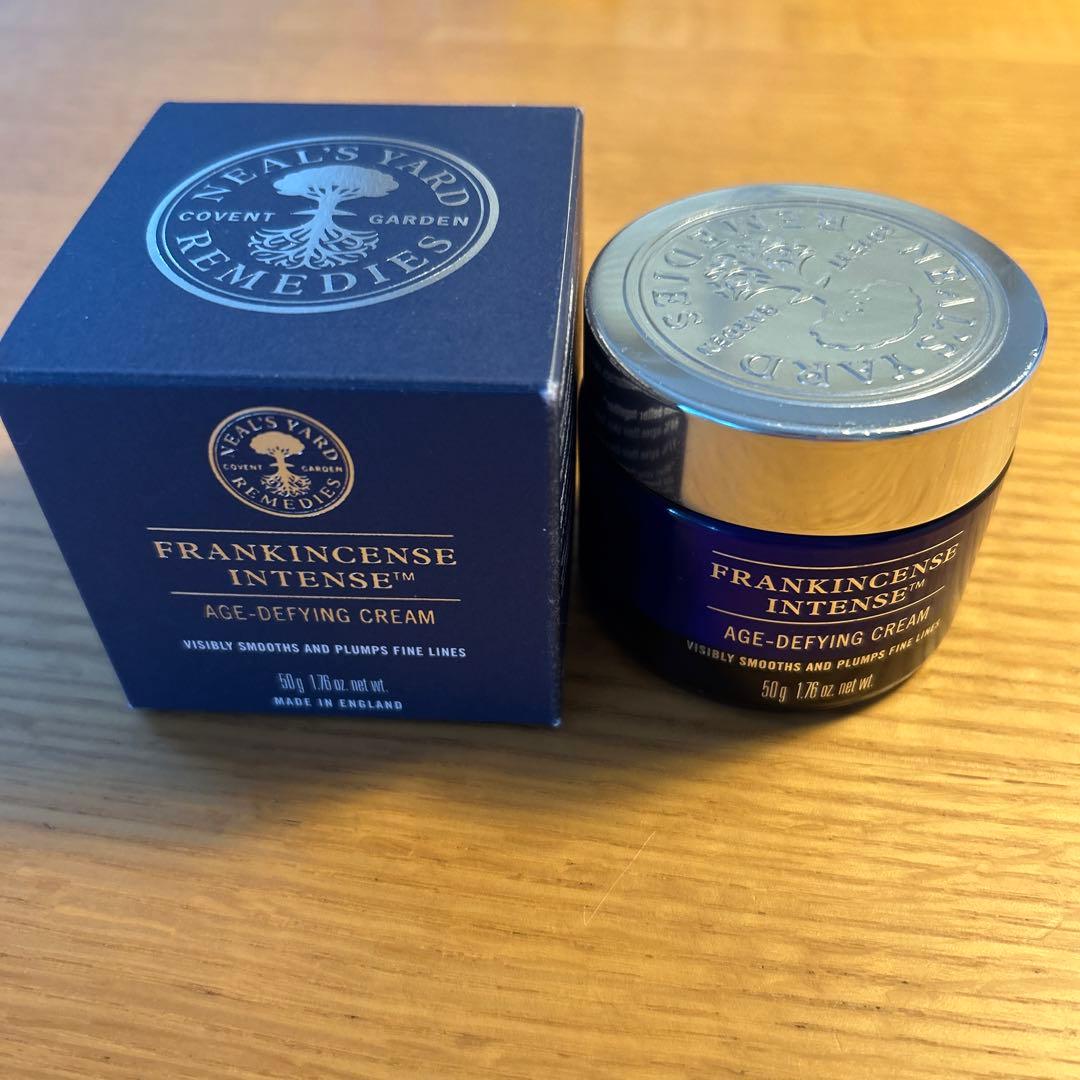 NEAL'S YARD
COVENT GARDEN
REMEDIES
NEAL'S YARD
COVENT GARDEN
REMEDIES
FRANKINCENSE
INTENSE™
AGE-DEFYING CREAM
VISIBLY SMOOTHS AND PLUMPS FINE LINES
50g 1.76 oz. net wt.
MADE IN ENGLAND
NEAL'S YARD
COVENT GARDEN
REMEDIES
FRANKINCENSE
INTENSE™
AGE-DEFYING CREAM
VISIBLY SMOOTHS AND PLUMPS FINE LINES
50g 1.76 oz. net wt.